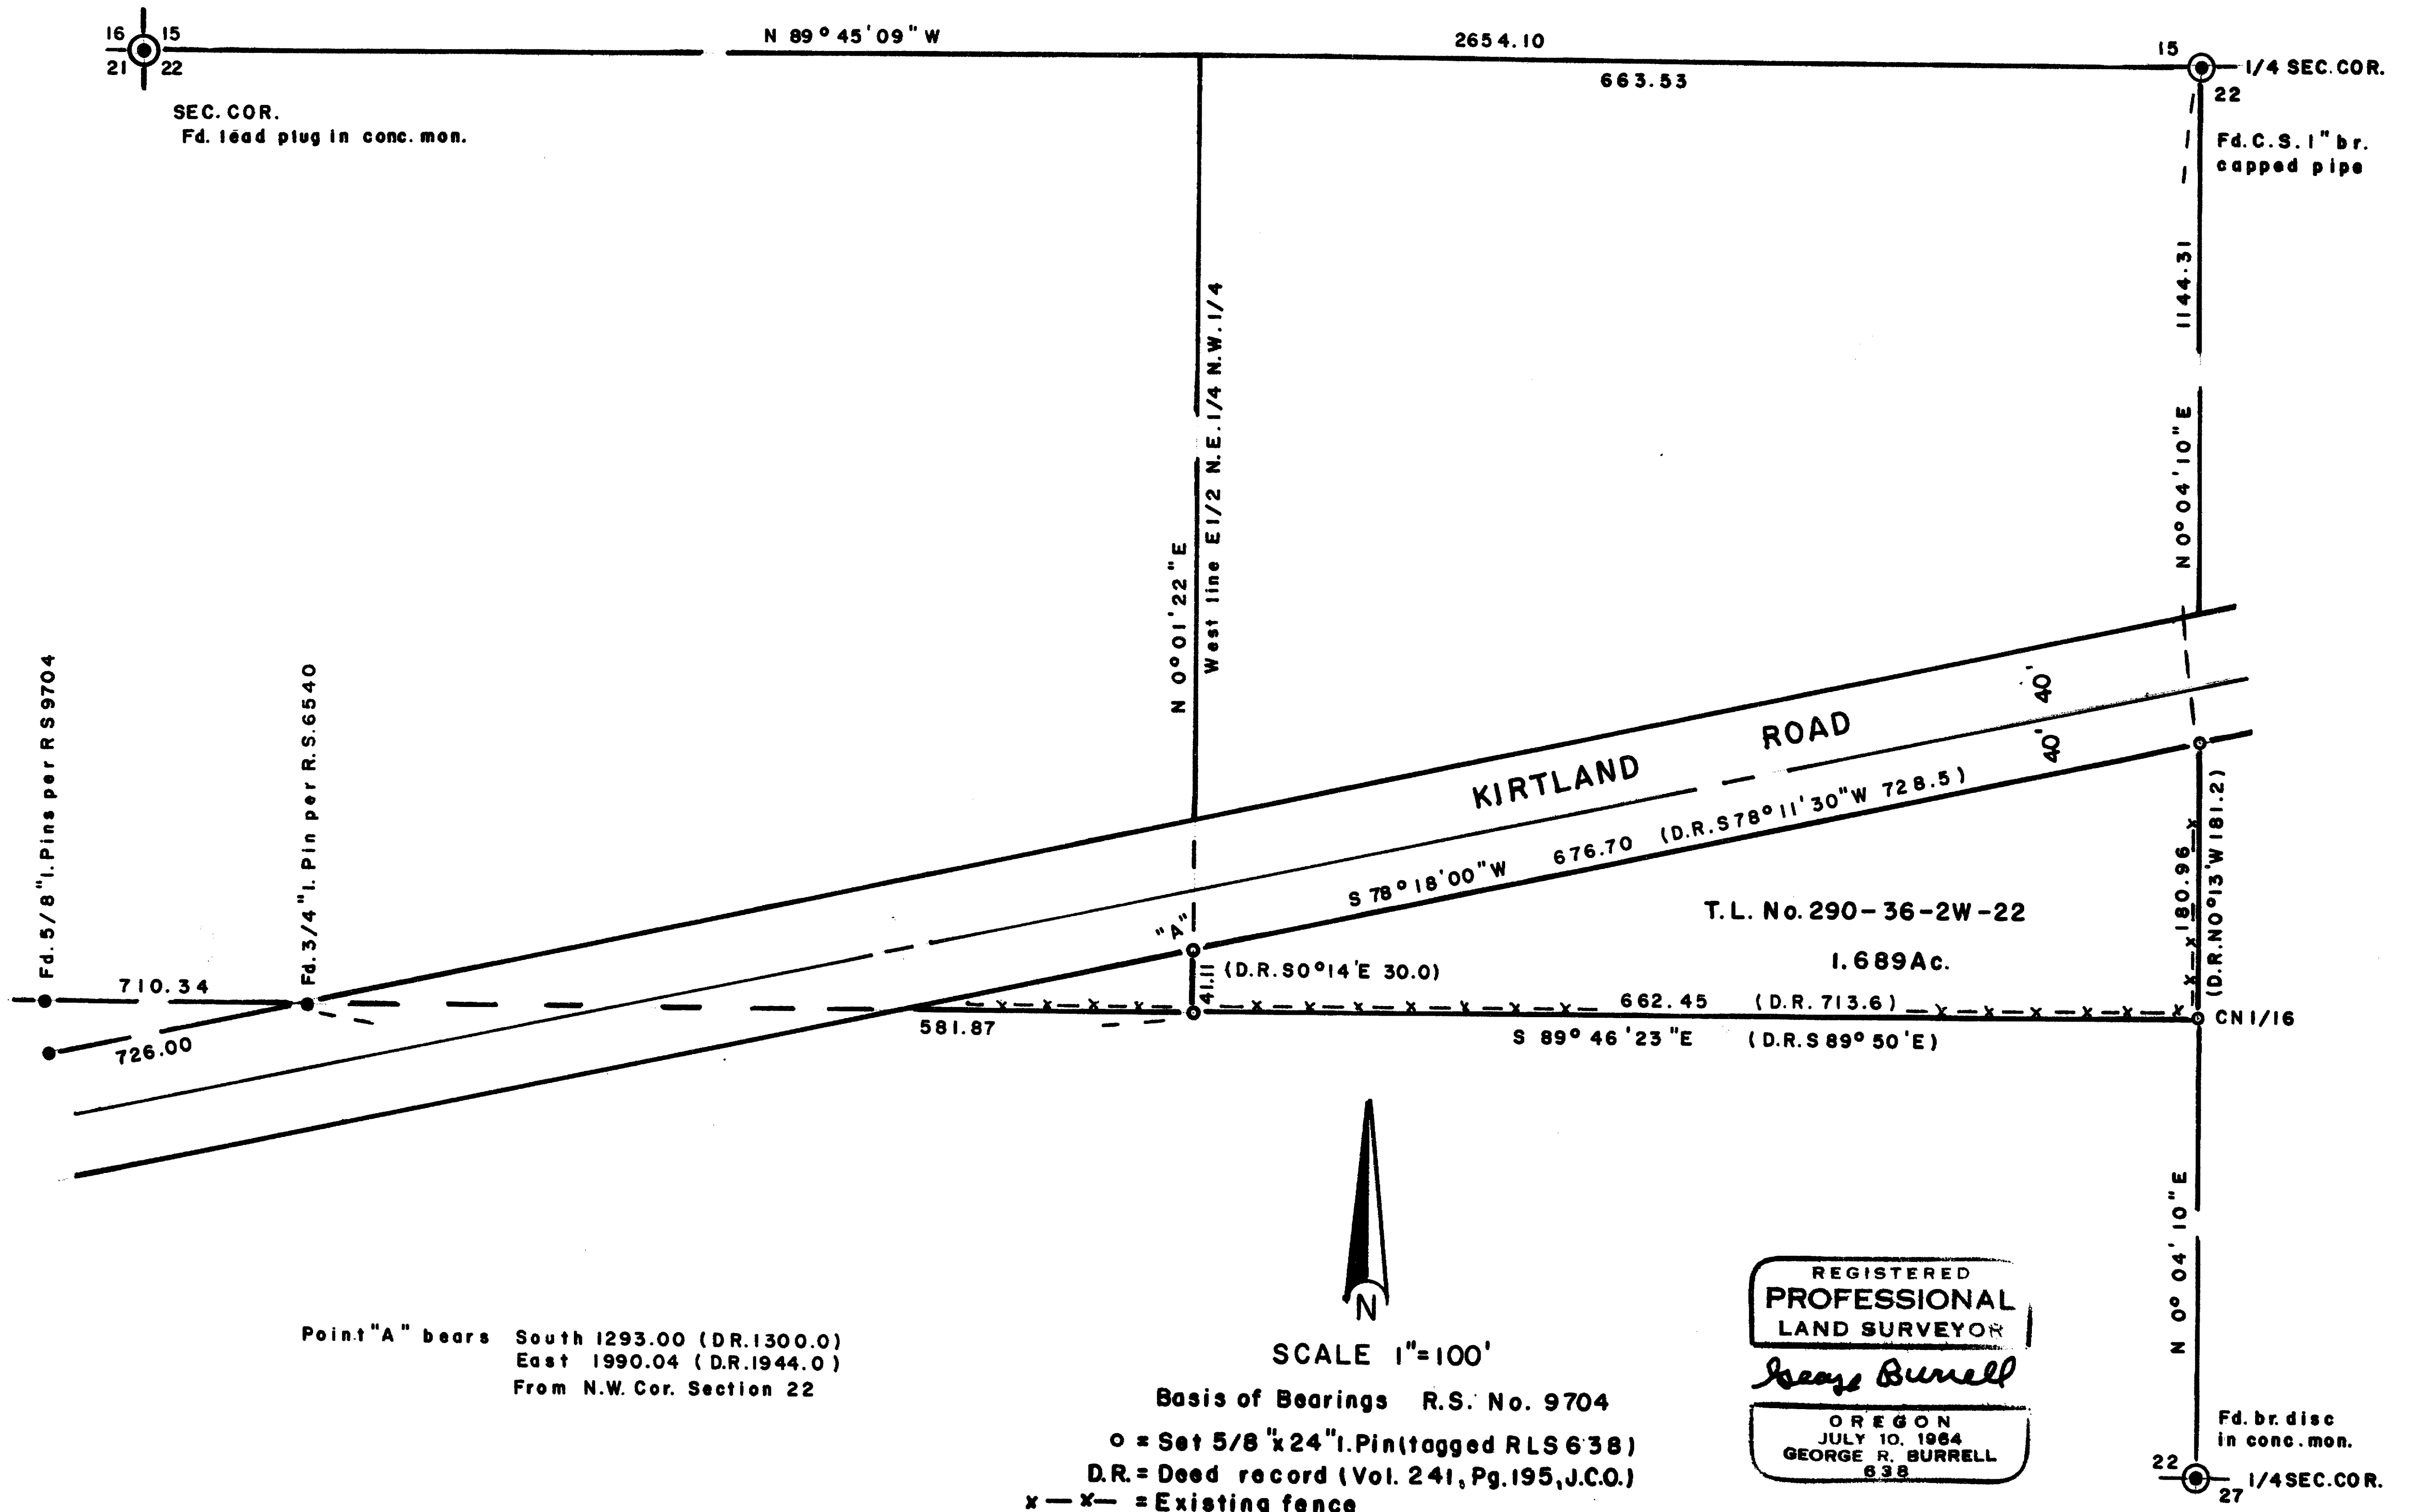 16 15
21 22
SEC. COR.
Fd. lead plug in conc. mon.
N 89° 45' 09" W
2654.10
663.53
15
22
1/4 SEC. COR.
Fd. C.S. 1" br.
capped pipe
1144.31
N 0° 04' 10" E
N 0° 01' 22" E
West line E 1/2 N.E. 1/4 N.W. 1/4
Fd. 5/8" I. Pins per R S 9704
Fd. 3/4" I. Pin per R.S. 6540
710.34
726.00
KIRTLAND ROAD
40'
40'
S 78° 18' 00" W 676.70 (D.R. S 78° 11' 30" W 728.5)
"A"
41.11 (D.R. S0° 14' E 30.0)
T.L. No. 290-36-2W-22
1.689 Ac.
180.96
(D.R. N 0° 13' W 181.2)
581.87
662.45 (D.R. 713.6)
S 89° 46' 23" E (D.R. S 89° 50' E)
CN 1/16
N 0° 04' 10" E
Point "A" bears South 1293.00 (DR. 1300.0)
East 1990.04 (D.R. 1944.0)
From N.W. Cor. Section 22
N
SCALE 1"=100'
Basis of Bearings R.S. No. 9704
o = Set 5/8" x 24" I. Pin (tagged RLS 638)
D.R. = Deed record (Vol. 241, Pg. 195, J.C.O.)
x — x — = Existing fence
REGISTERED
PROFESSIONAL
LAND SURVEYOR
George Burrell
OREGON
JULY 10, 1964
GEORGE R. BURRELL
638
Fd. br. disc
in conc. mon.
22
27
1/4 SEC. COR.